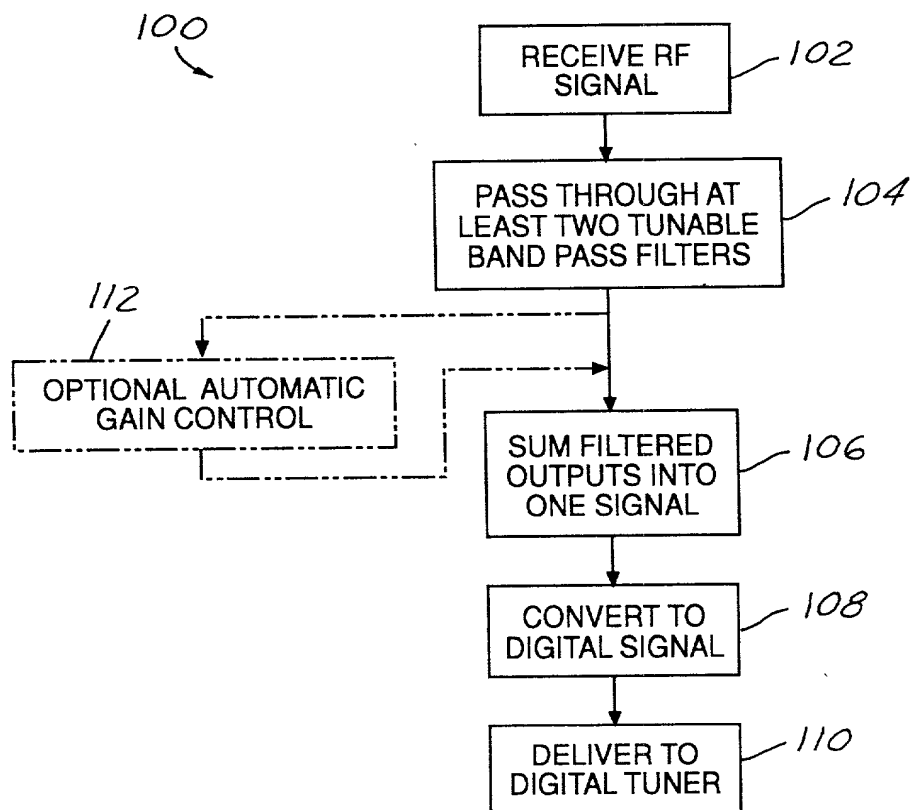 100
RECEIVE RF
SIGNAL
102
PASS THROUGH AT
LEAST TWO TUNABLE
BAND PASS FILTERS
104
112
OPTIONAL AUTOMATIC
GAIN CONTROL
SUM FILTERED
OUTPUTS INTO
ONE SIGNAL
106
CONVERT TO
DIGITAL SIGNAL
108
DELIVER TO
DIGITAL TUNER
110